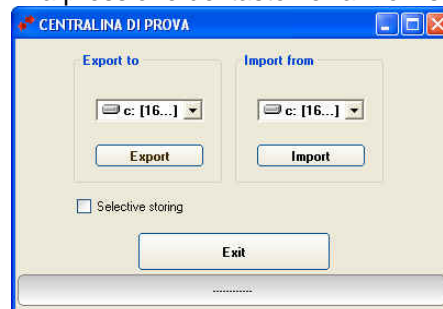 CENTRALINA DI PROVA
Export to
Import from
c: [16...]
c: [16...]
Export
Import
Selective storing
Exit
------------